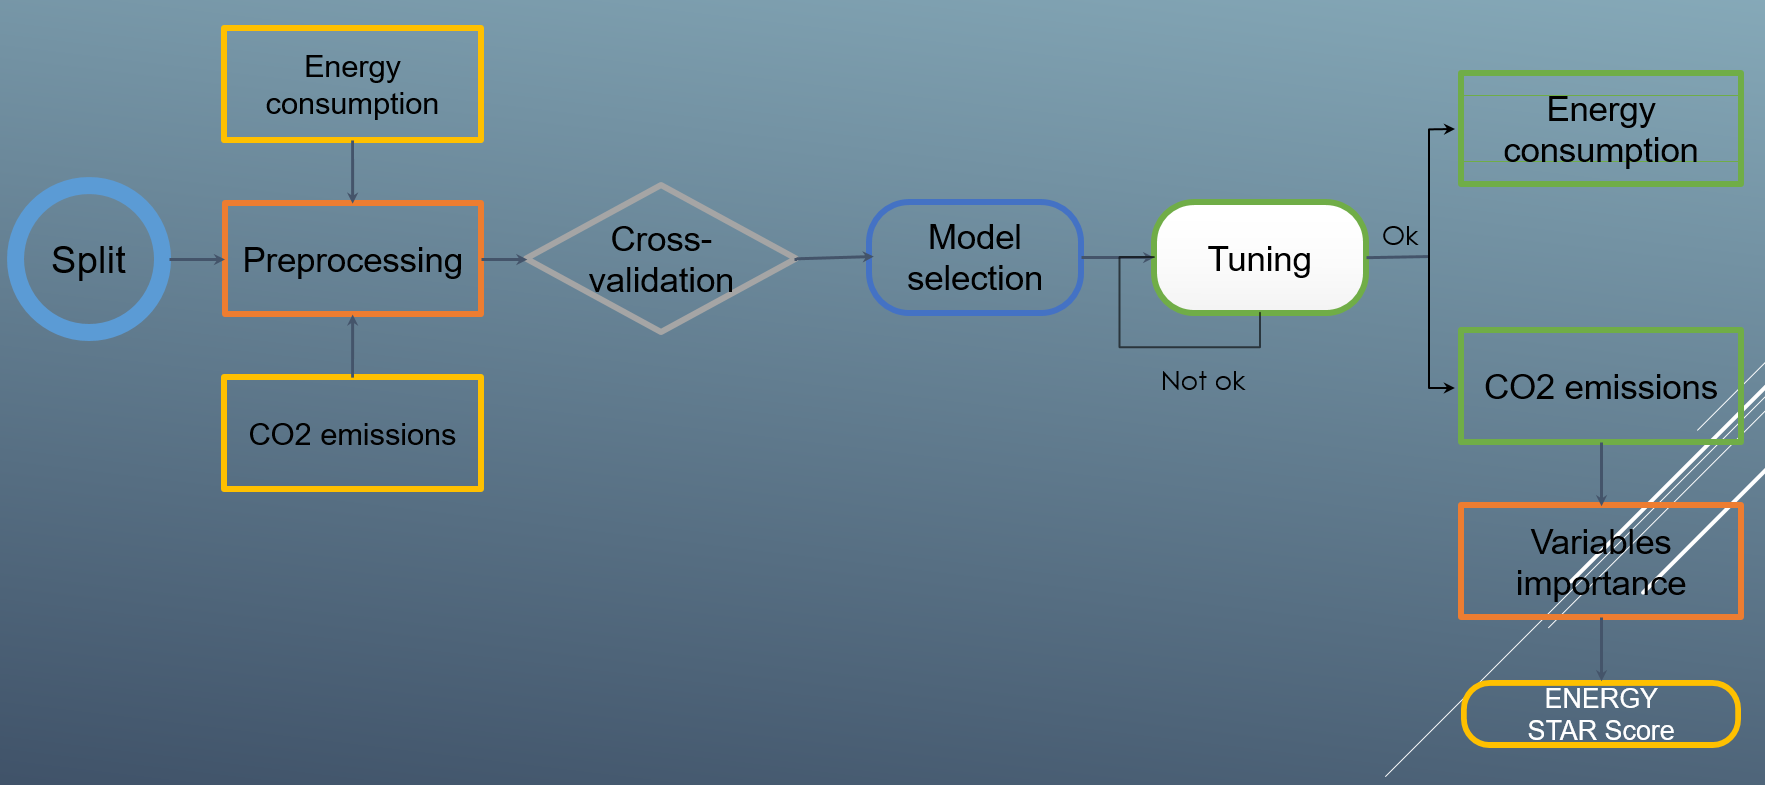 Energy
consumption
Split
Preprocessing
CO2 emissions
Cross-
validation
Model
selection
Tuning
Ok
Not ok
Energy
consumption
CO2 emissions
Variables
importance
ENERGY
STAR Score